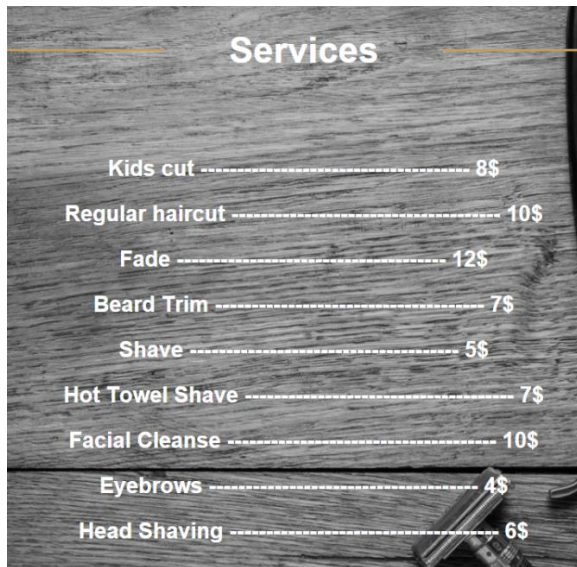 Services
Kids cut ------------------------------------ 8$
Regular haircut ------------------------------------ 10$
Fade ------------------------------------ 12$
Beard Trim ------------------------------------ 7$
Shave ------------------------------------ 5$
Hot Towel Shave ------------------------------------ 7$
Facial Cleanse ------------------------------------ 10$
Eyebrows ------------------------------------ 4$
Head Shaving ------------------------------------ 6$